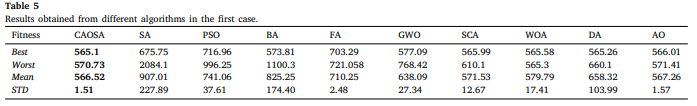 Table 5
Results obtained from different algorithms in the first case.
Fitness CAOSA SA PSO BA FA GWO SCA WOA DA AO
Best 565.1 675.75 716.96 573.81 703.29 577.09 565.99 565.58 565.26 566.01
Worst 570.73 2084.1 996.25 1100.3 721.058 768.42 610.1 565.3 660.1 571.41
Mean 566.52 907.01 741.06 825.25 710.25 638.09 571.53 579.79 658.32 567.26
STD 1.51 227.89 37.61 174.40 2.48 27.34 12.67 17.41 103.99 1.57